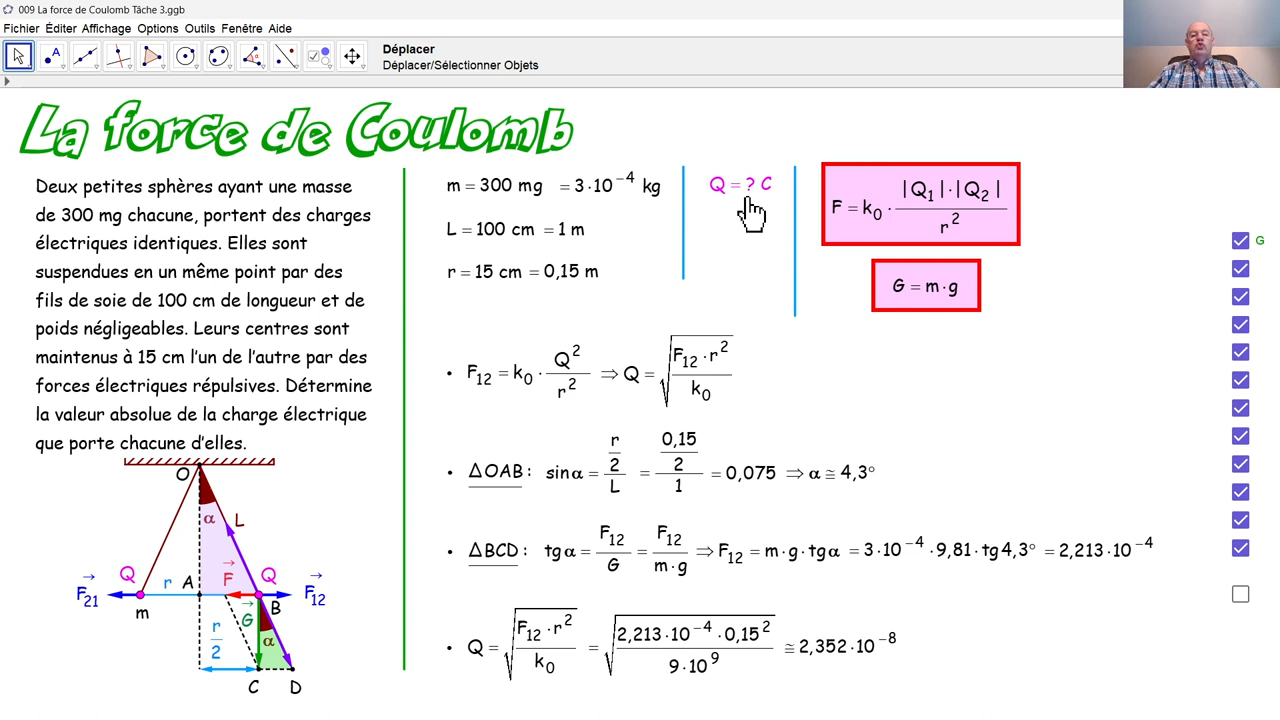 009 La force de Coulomb Tâche 3.ggb
Fichier Éditer Affichage Options Outils Fenêtre Aide
Déplacer
Déplacer/Sélectionner Objets
La force de Coulomb
Deux petites sphères ayant une masse
de 300 mg chacune, portent des charges
électriques identiques. Elles sont
suspendues en un même point par des
fils de soie de 100 cm de longueur et de
poids négligeables. Leurs centres sont
maintenus à 15 cm l'un de l'autre par des
forces électriques répulsives. Détermine
la valeur absolue de la charge électrique
que porte chacune d'elles.
m = 300 mg = 3·10⁻⁴ kg
L = 100 cm = 1 m
r = 15 cm = 0,15 m
Q = ? C
F = k₀ · |Q₁|·|Q₂| / r²
G = m·g
G
• F₁₂ = k₀ · Q² / r² ⇒ Q = √(F₁₂·r² / k₀)
• ΔOAB: sinα = (r/2) / L = (0,15/2) / 1 = 0,075 ⇒ α ≅ 4,3°
• ΔBCD: tgα = F₁₂ / G = F₁₂ / m·g ⇒ F₁₂ = m·g·tgα = 3·10⁻⁴·9,81·tg4,3° = 2,213·10⁻⁴
• Q = √(F₁₂·r² / k₀) = √(2,213·10⁻⁴·0,15² / 9·10⁹) ≅ 2,352·10⁻⁸
O
α L
Q r A F⃗ Q
F⃗₂₁ F⃗₁₂
m G⃗ B
r/2 α
C D